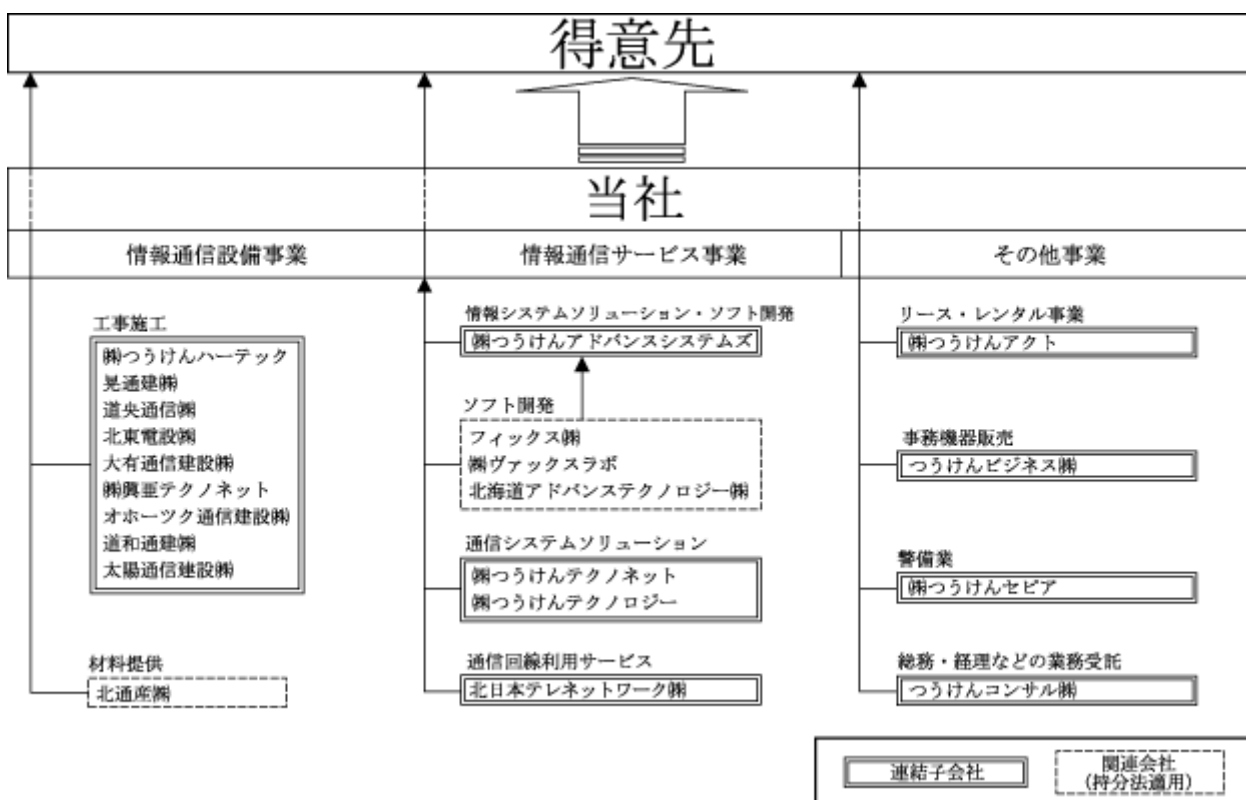 得意先
当社
情報通信設備事業
情報通信サービス事業
その他事業
工事施工
㈱つうけんハーテック
晃通建㈱
道央通信㈱
北東電設㈱
大有通信建設㈱
㈱興亜テクノネット
オホーツク通信建設㈱
道和通建㈱
太陽通信建設㈱
材料提供
北通産㈱
情報システムソリューション・ソフト開発
㈱つうけんアドバンスシステムズ
ソフト開発
フィックス㈱
㈱ヴァックスラボ
北海道アドバンステクノロジー㈱
通信システムソリューション
㈱つうけんテクノネット
㈱つうけんテクノロジー
通信回線利用サービス
北日本テレネットワーク㈱
リース・レンタル事業
㈱つうけんアクト
事務機器販売
つうけんビジネス㈱
警備業
㈱つうけんセピア
総務・経理などの業務受託
つうけんコンサル㈱
連結子会社
関連会社
(持分法適用)